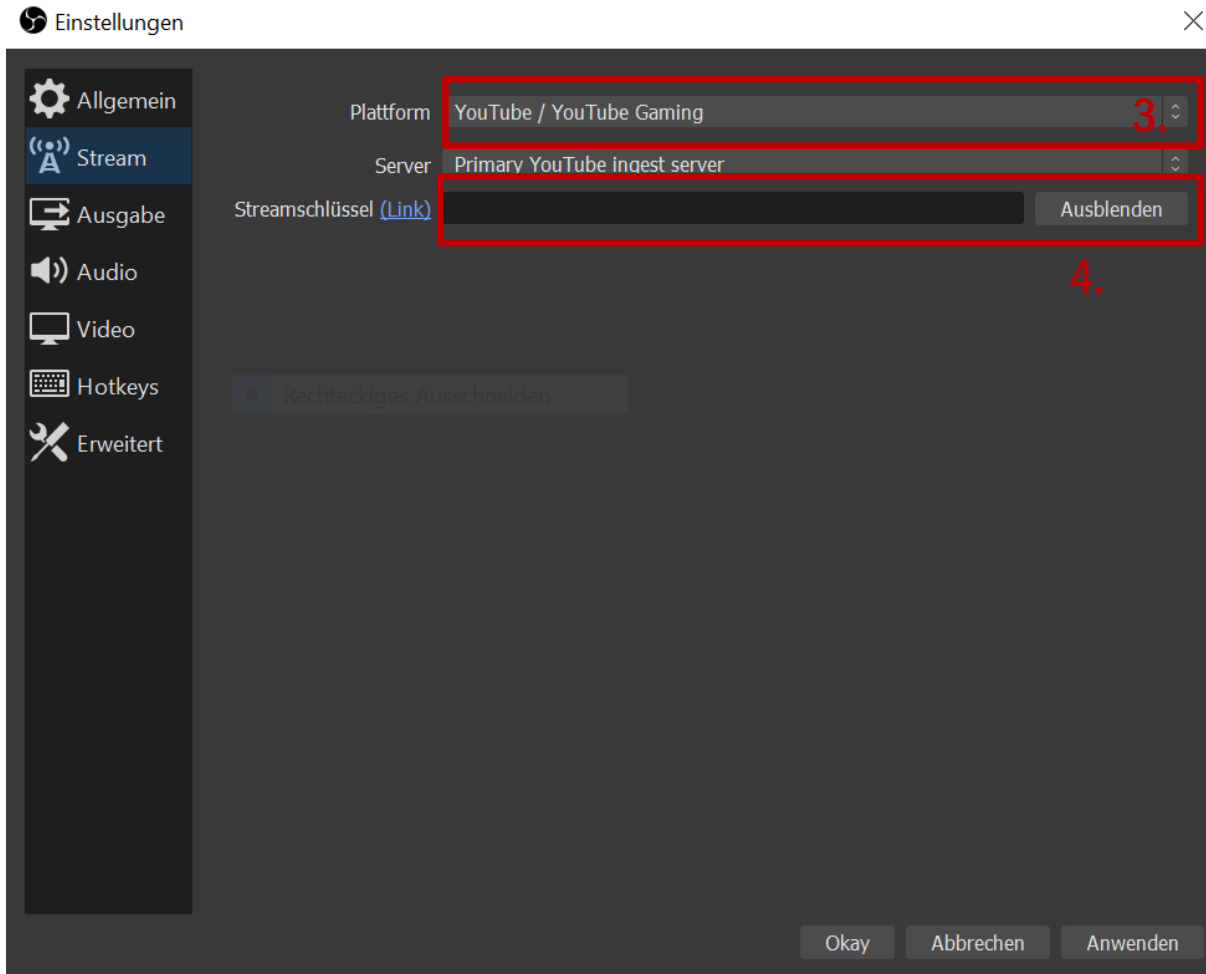 Einstellungen
Allgemein
Stream
Ausgabe
Audio
Video
Hotkeys
Erweitert
Plattform YouTube / YouTube Gaming 3.
Server Primary YouTube ingest server
Streamschlüssel (Link) Ausblenden
4.
Rechteckiges Ausschneiden
Okay Abbrechen Anwenden